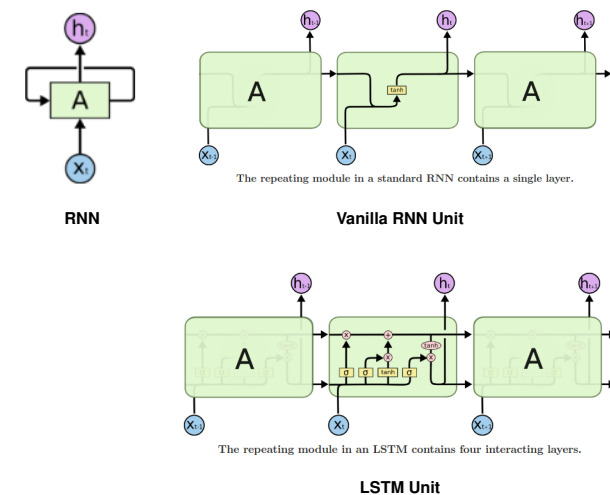 hₜ
A
Xₜ
RNN
hₜ₋₁ hₜ hₜ₊₁
A tanh A
Xₜ₋₁ Xₜ Xₜ₊₁
The repeating module in a standard RNN contains a single layer.
Vanilla RNN Unit
hₜ₋₁ hₜ hₜ₊₁
× +
tanh
A × × A
σ σ tanh σ
Xₜ₋₁ Xₜ Xₜ₊₁
The repeating module in an LSTM contains four interacting layers.
LSTM Unit